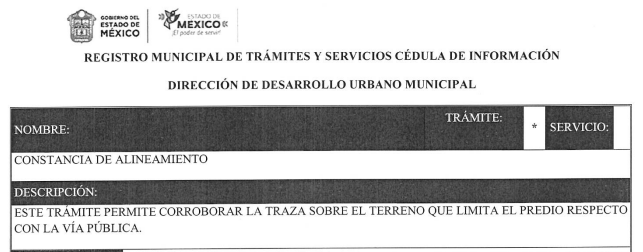 GOBIERNO DEL
ESTADO DE
MÉXICO
ESTADO DE
MÉXICO
¡El poder de servir!
REGISTRO MUNICIPAL DE TRÁMITES Y SERVICIOS CÉDULA DE INFORMACIÓN
DIRECCIÓN DE DESARROLLO URBANO MUNICIPAL
NOMBRE: TRÁMITE: * SERVICIO:
CONSTANCIA DE ALINEAMIENTO
DESCRIPCIÓN:
ESTE TRÁMITE PERMITE CORROBORAR LA TRAZA SOBRE EL TERRENO QUE LIMITA EL PREDIO RESPECTO
CON LA VÍA PÚBLICA.